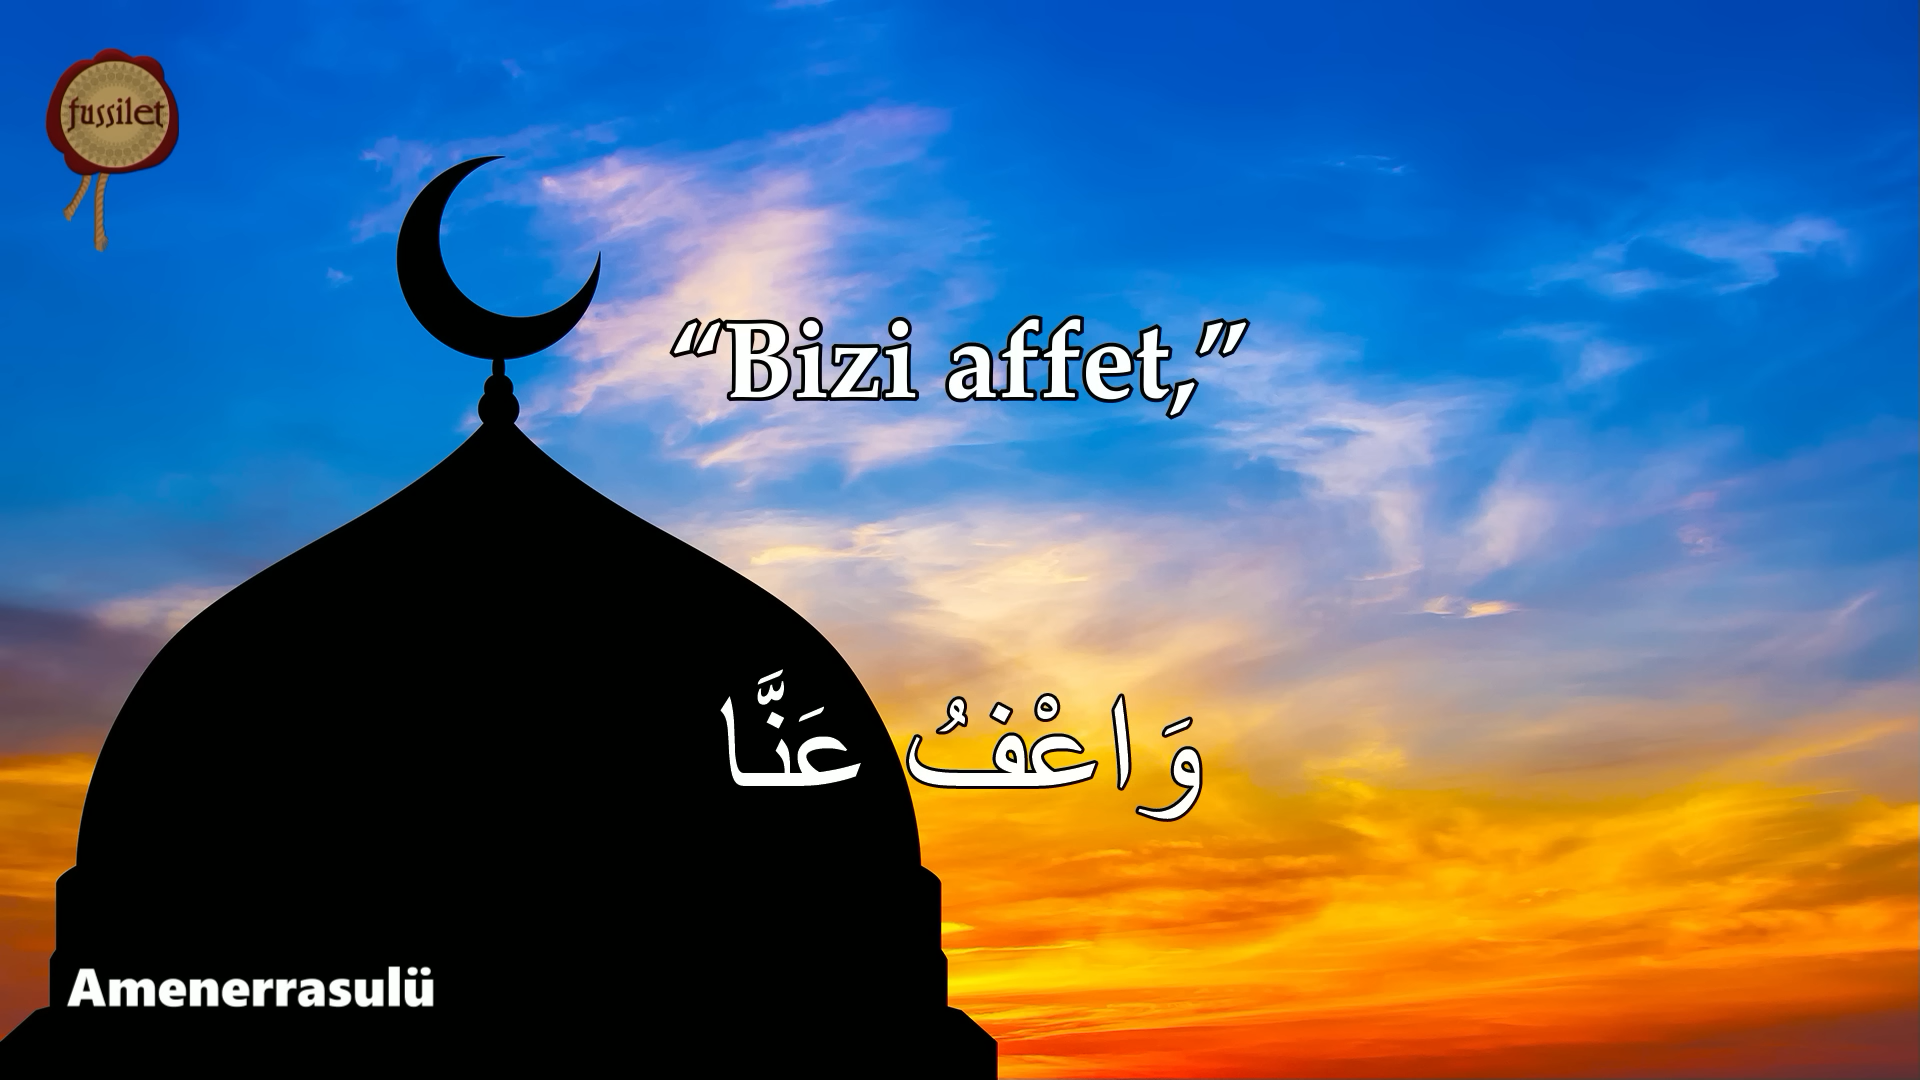 fussilet
“Bizi affet,”
وَاعْفُ عَنَّا
Amenerrasulü